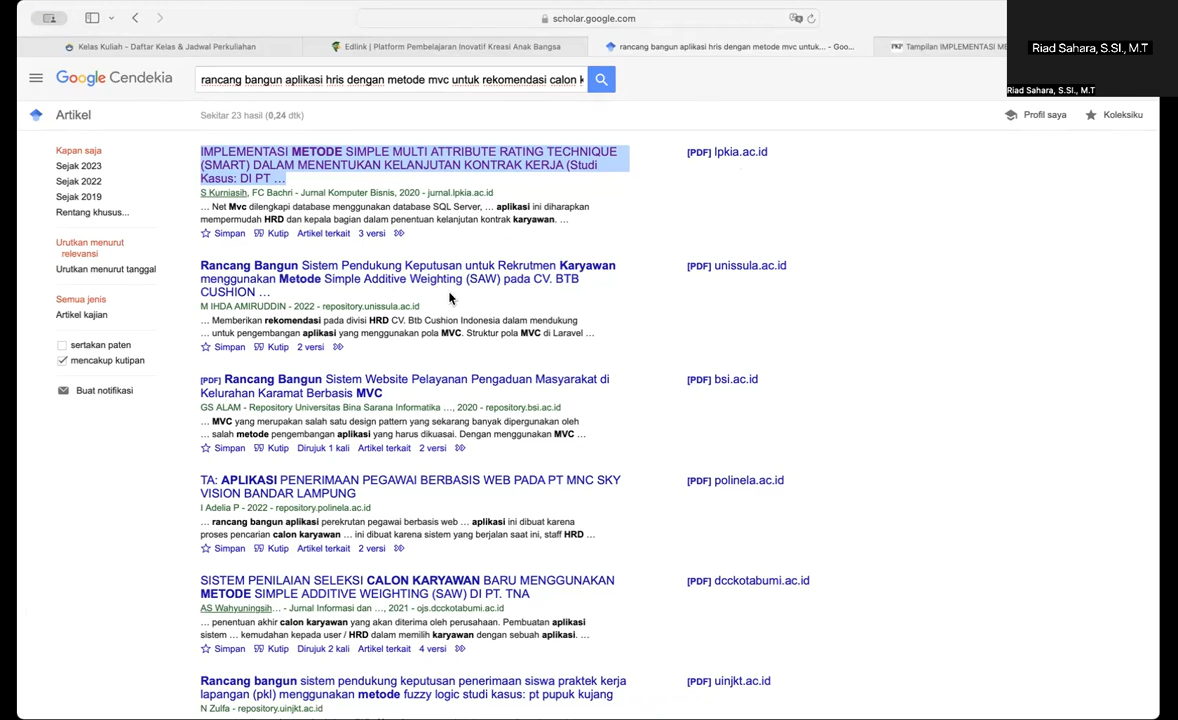 scholar.google.com
Kelas Kuliah - Daftar Kelas & Jadwal Perkuliahan
Edlink | Platform Pembelajaran Inovatif Kreasi Anak Bangsa
rancang bangun aplikasi hris dengan metode mvc untuk... - Goo...
Tampilan IMPLEMENTASI ME
Riad Sahara, S.SI., M.T
Riad Sahara, S.SI., M.T
Google Cendekia
rancang bangun aplikasi hris dengan metode mvc untuk rekomendasi calon k
Artikel
Sekitar 23 hasil (0,24 dtk)
Profil saya
Koleksiku
Kapan saja
Sejak 2023
Sejak 2022
Sejak 2019
Rentang khusus...
Urutkan menurut
relevansi
Urutkan menurut tanggal
Semua jenis
Artikel kajian
sertakan paten
mencakup kutipan
Buat notifikasi
IMPLEMENTASI METODE SIMPLE MULTI ATTRIBUTE RATING TECHNIQUE
(SMART) DALAM MENENTUKAN KELANJUTAN KONTRAK KERJA (Studi
Kasus: DI PT ...
S Kurniasih, FC Bachri - Jurnal Komputer Bisnis, 2020 - jurnal.lpkia.ac.id
... Net Mvc dilengkapi database menggunakan database SQL Server, ... aplikasi ini diharapkan
mempermudah HRD dan kepala bagian dalam penentuan kelanjutan kontrak karyawan. ...
Simpan Kutip Artikel terkait 3 versi
[PDF] lpkia.ac.id
Rancang Bangun Sistem Pendukung Keputusan untuk Rekrutmen Karyawan
menggunakan Metode Simple Additive Weighting (SAW) pada CV. BTB
CUSHION ...
M IHDA AMIRUDDIN - 2022 - repository.unissula.ac.id
... Memberikan rekomendasi pada divisi HRD CV. Btb Cushion Indonesia dalam mendukung
... untuk pengembangan aplikasi yang menggunakan pola MVC. Struktur pola MVC di Laravel ...
Simpan Kutip 2 versi
[PDF] unissula.ac.id
[PDF] Rancang Bangun Sistem Website Pelayanan Pengaduan Masyarakat di
Kelurahan Karamat Berbasis MVC
GS ALAM - Repository Universitas Bina Sarana Informatika ..., 2020 - repository.bsi.ac.id
... MVC yang merupakan salah satu design pattern yang sekarang banyak dipergunakan oleh
... salah metode pengembangan aplikasi yang harus dikuasai. Dengan menggunakan MVC ...
Simpan Kutip Dirujuk 1 kali Artikel terkait 2 versi
[PDF] bsi.ac.id
TA: APLIKASI PENERIMAAN PEGAWAI BERBASIS WEB PADA PT MNC SKY
VISION BANDAR LAMPUNG
I Adelia P - 2022 - repository.polinela.ac.id
... rancang bangun aplikasi perekrutan pegawai berbasis web ... aplikasi ini dibuat karena
proses pencarian calon karyawan ... ini dibuat karena sistem yang berjalan saat ini, staff HRD ...
Simpan Kutip Artikel terkait 2 versi
[PDF] polinela.ac.id
SISTEM PENILAIAN SELEKSI CALON KARYAWAN BARU MENGGUNAKAN
METODE SIMPLE ADDITIVE WEIGHTING (SAW) DI PT. TNA
AS Wahyuningsih... - Jurnal Informasi dan ..., 2021 - ojs.dcckotabumi.ac.id
... penentuan akhir calon karyawan yang akan diterima oleh perusahaan. Pembuatan aplikasi
sistem ... kemudahan kepada user / HRD dalam memilih karyawan dengan sebuah aplikasi. ...
Simpan Kutip Dirujuk 2 kali Artikel terkait 4 versi
[PDF] dcckotabumi.ac.id
Rancang bangun sistem pendukung keputusan penerimaan siswa praktek kerja
lapangan (pkl) menggunakan metode fuzzy logic studi kasus: pt pupuk kujang
N Zulfa - repository.uinjkt.ac.id
[PDF] uinjkt.ac.id